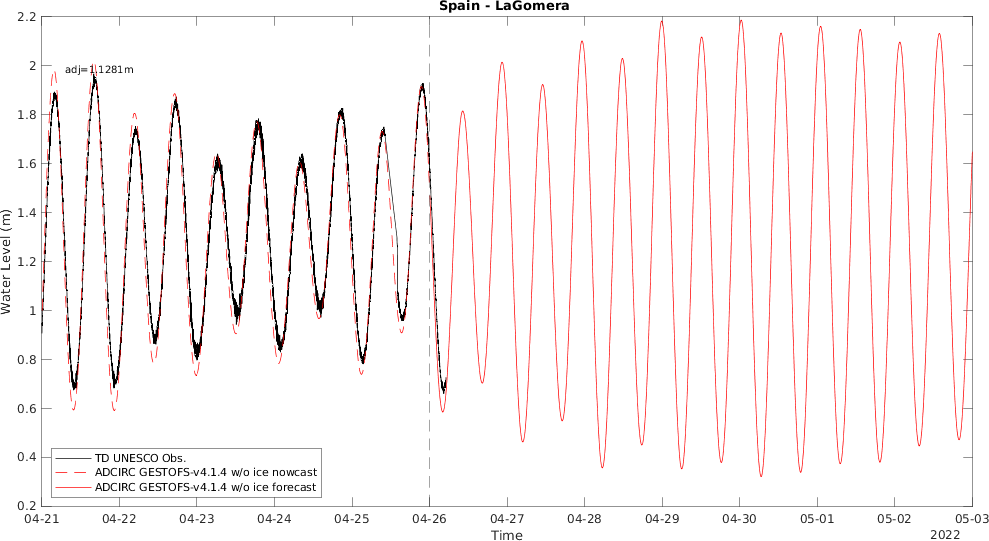 Spain - LaGomera
2.2
2
adj=1.1281m
1.8
1.6
1.4
Water Level (m)
1.2
1
0.8
0.6
0.4
0.2
TD UNESCO Obs.
ADCIRC GESTOFS-v4.1.4 w/o ice nowcast
ADCIRC GESTOFS-v4.1.4 w/o ice forecast
04-21 04-22 04-23 04-24 04-25 04-26 04-27 04-28 04-29 04-30 05-01 05-02 05-03
Time
2022